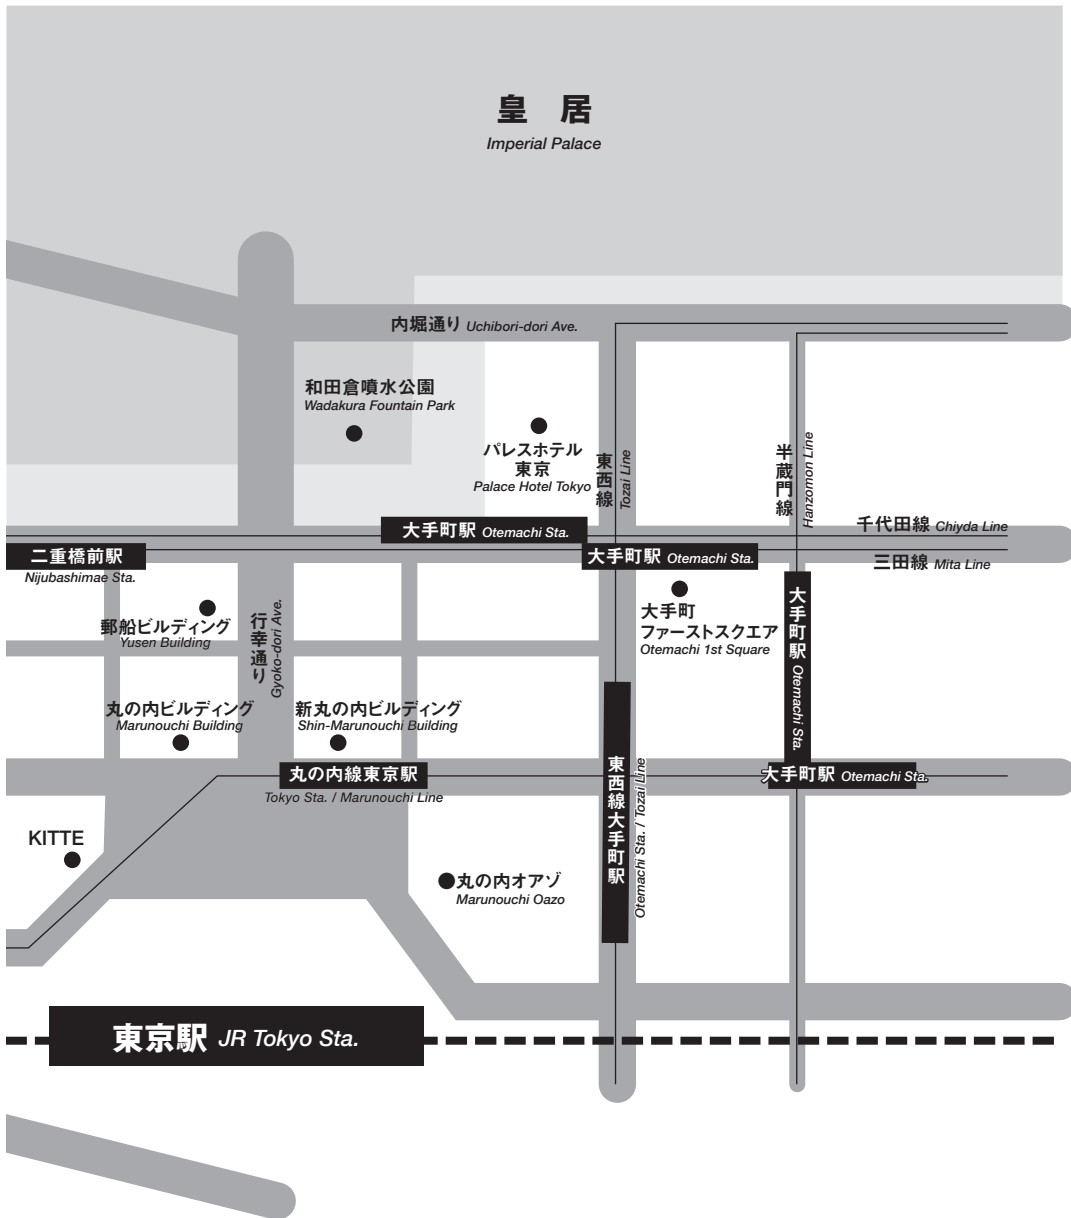 皇 居
Imperial Palace
内堀通り Uchibori-dori Ave.
和田倉噴水公園
Wadakura Fountain Park
パレスホテル
東京
Palace Hotel Tokyo
東西線
Tozai Line
半蔵門線
Hanzomon Line
千代田線 Chiyda Line
大手町駅 Otemachi Sta.
二重橋前駅
Nijubashimae Sta.
大手町駅 Otemachi Sta.
三田線 Mita Line
郵船ビルディング
Yusen Building
行幸通り
Gyoko-dori Ave.
大手町
ファーストスクエア
Otemachi 1st Square
大手町駅 Otemachi Sta.
丸の内ビルディング
Marunouchi Building
新丸の内ビルディング
Shin-Marunouchi Building
丸の内線東京駅
Tokyo Sta. / Marunouchi Line
東西線大手町駅
Otemachi Sta. / Tozai Line
大手町駅 Otemachi Sta.
KITTE
丸の内オアゾ
Marunouchi Oazo
東京駅 JR Tokyo Sta.